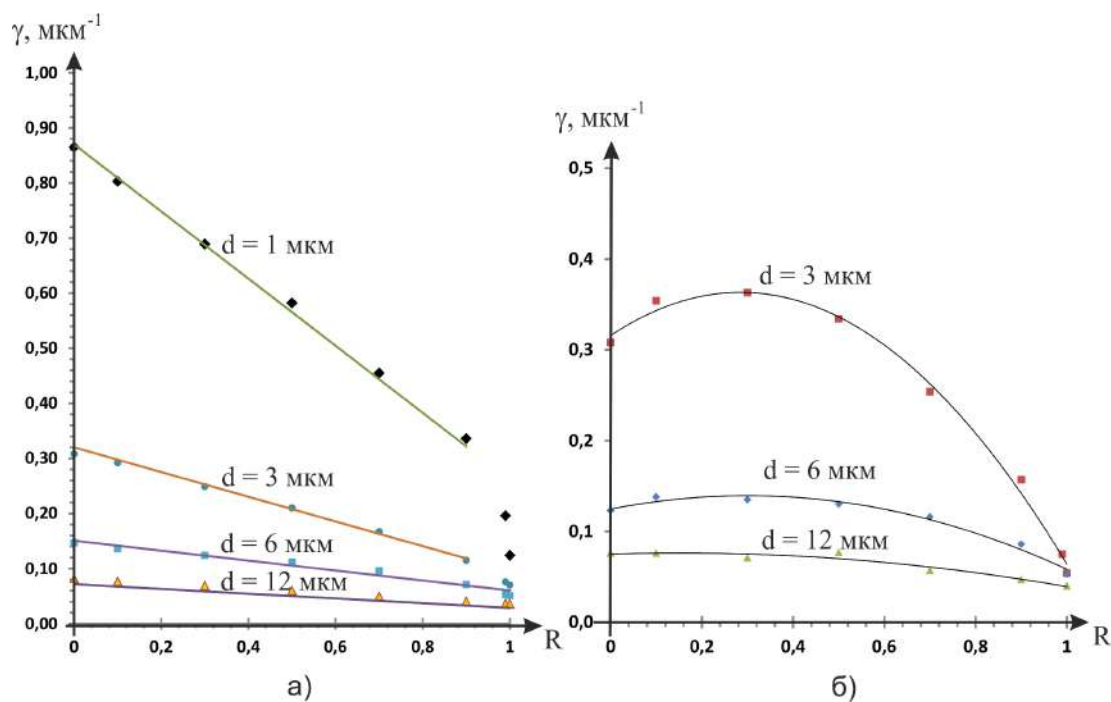 γ, мкм-1
1,00
0,90
0,80
0,70
0,60
0,50
0,40
0,30
0,20
0,10
0,00
d = 1 мкм
d = 3 мкм
d = 6 мкм
d = 12 мкм
0 0,2 0,4 0,6 0,8 1 R
а)
γ, мкм-1
0,5
0,4
0,3
0,2
0,1
0,0
d = 3 мкм
d = 6 мкм
d = 12 мкм
0 0,2 0,4 0,6 0,8 1 R
б)